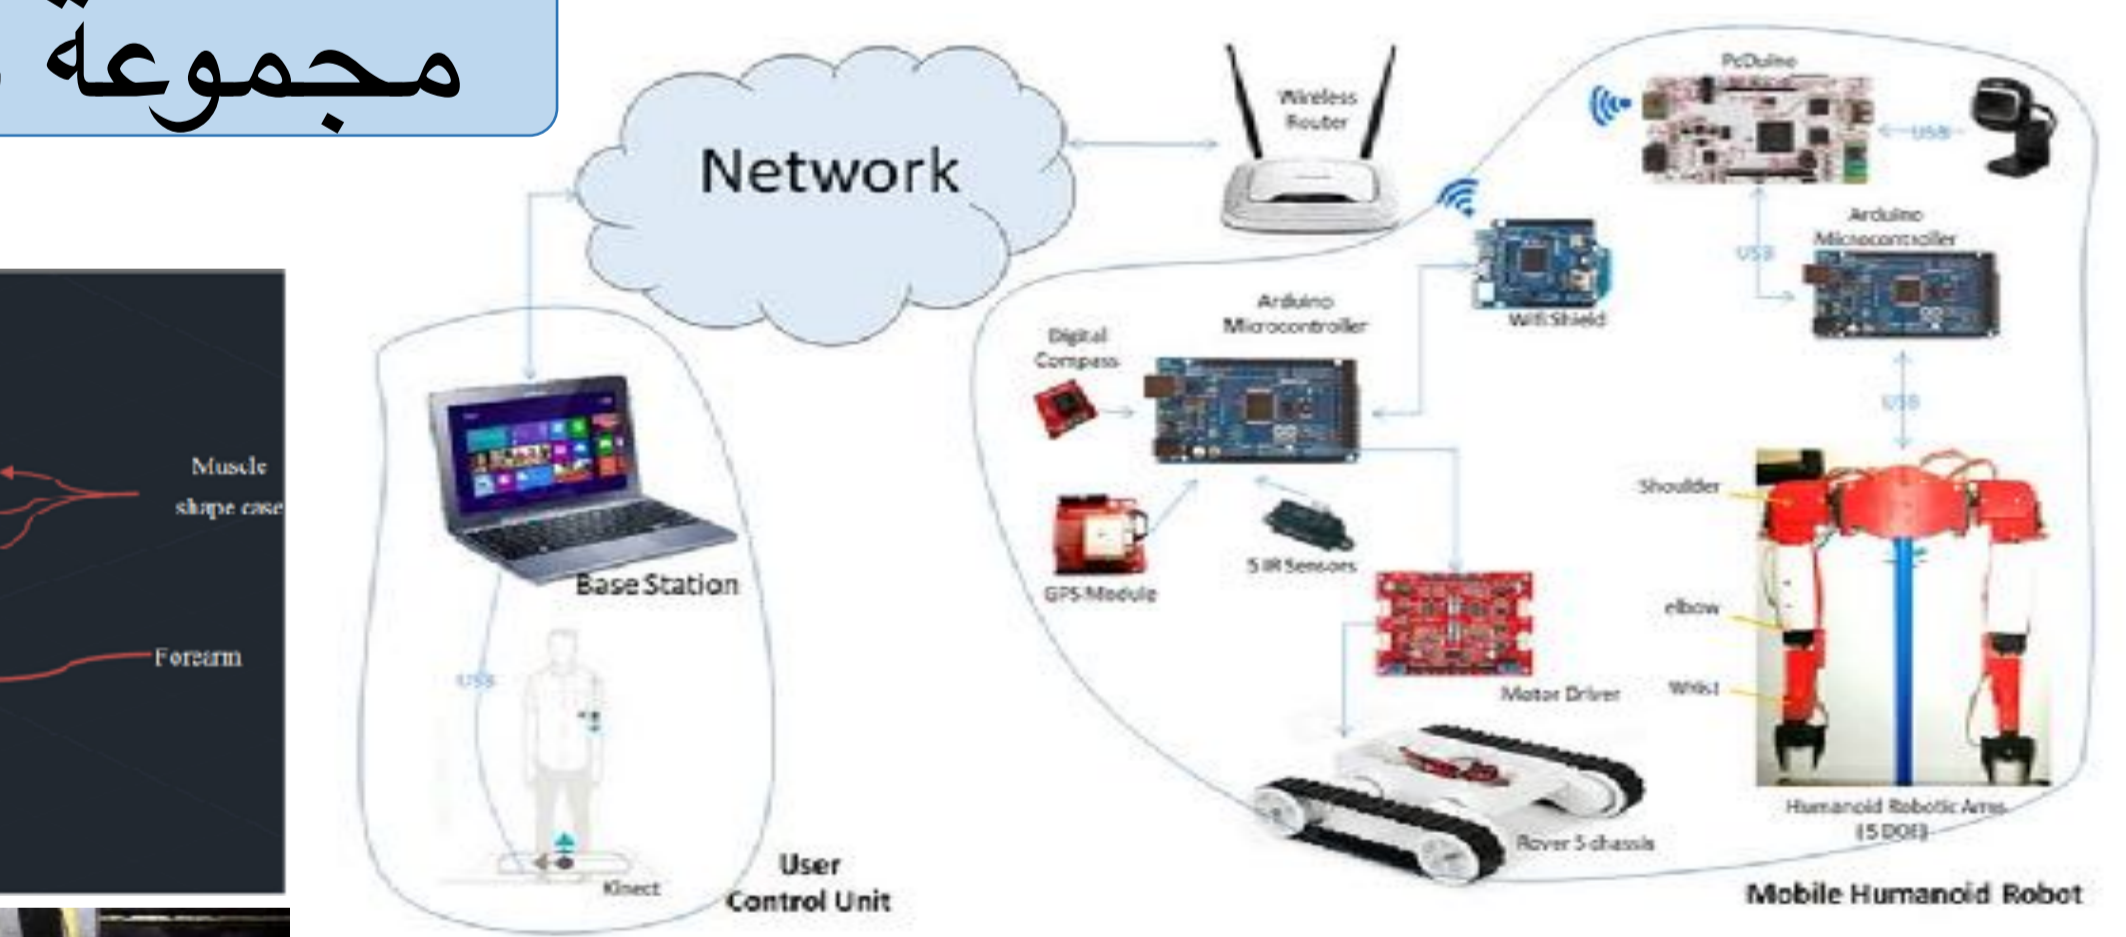 مجموعة
Network
Wireless
Router
PcDuino
USB
Arduino
Microcontroller
USB
Wifi Shield
Arduino
Microcontroller
Digital
Compass
USB
GPS Module
5 IR Sensors
Motor Driver
Rover 5 chassis
Shoulder
elbow
Wrist
Humanoid Robotic Arms
(5 DOF)
Mobile Humanoid Robot
Base Station
USB
Kinect
User
Control Unit
Muscle
shape case
Forearm